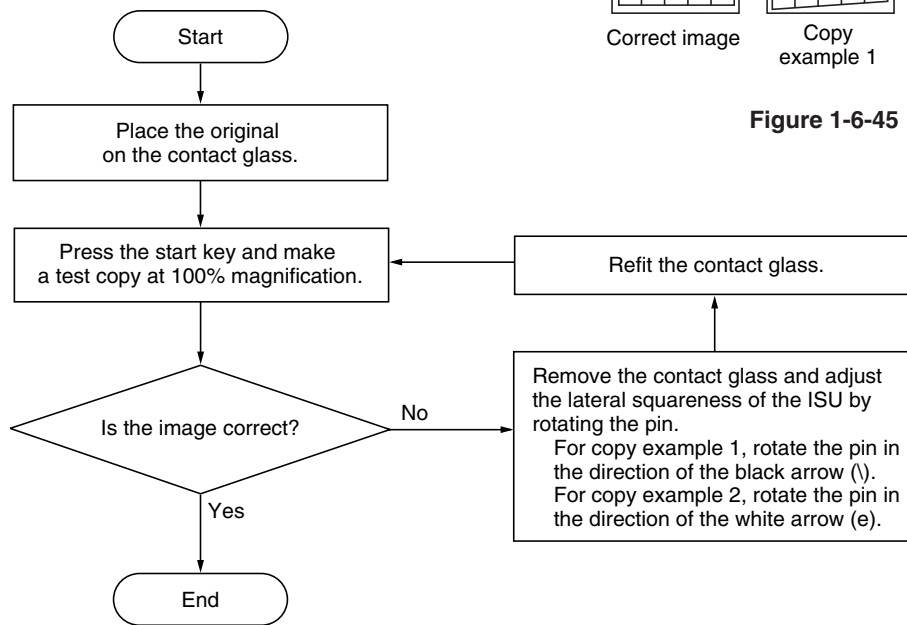 Correct image
Copy
example 1
Figure 1-6-45
Start
Place the original
on the contact glass.
Press the start key and make
a test copy at 100% magnification.
Refit the contact glass.
Is the image correct?
No
Remove the contact glass and adjust
the lateral squareness of the ISU by
rotating the pin.
For copy example 1, rotate the pin in
the direction of the black arrow (\).
For copy example 2, rotate the pin in
the direction of the white arrow (e).
Yes
End